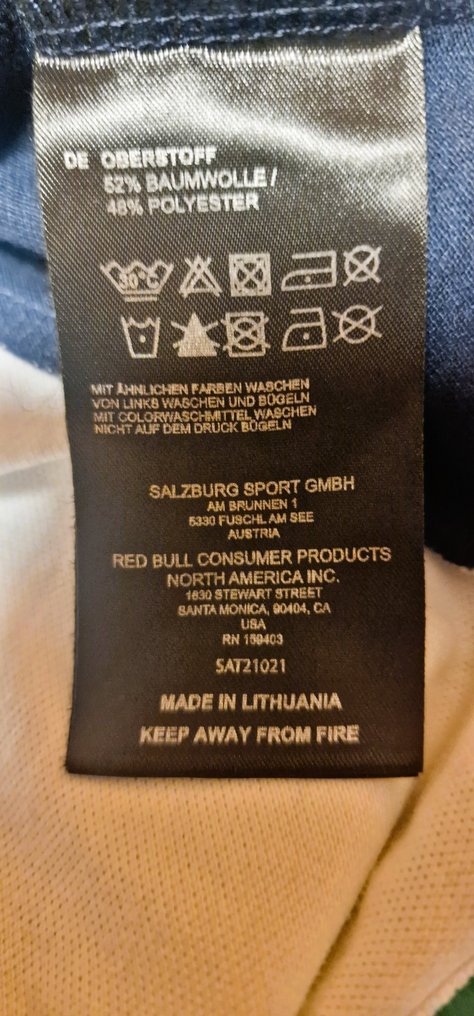 DE OBERSTOFF
52% BAUMWOLLE /
48% POLYESTER
30°C
MIT ÄHNLICHEN FARBEN WASCHEN
VON LINKS WASCHEN UND BÜGELN
MIT COLORWASCHMITTEL WASCHEN
NICHT AUF DEM DRUCK BÜGELN
SALZBURG SPORT GMBH
AM BRUNNEN 1
5330 FUSCHL AM SEE
AUSTRIA
RED BULL CONSUMER PRODUCTS
NORTH AMERICA INC.
1630 STEWART STREET
SANTA MONICA, 90404, CA
USA
RN 159403
SAT21021
MADE IN LITHUANIA
KEEP AWAY FROM FIRE